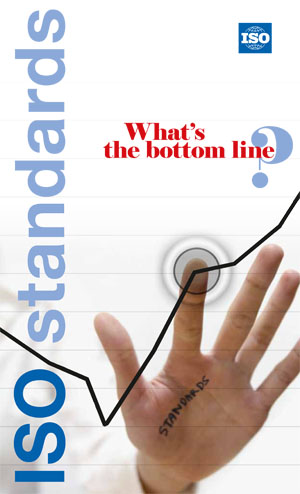 ISO
ISO standards
What's
the bottom line
?
STANDARDS